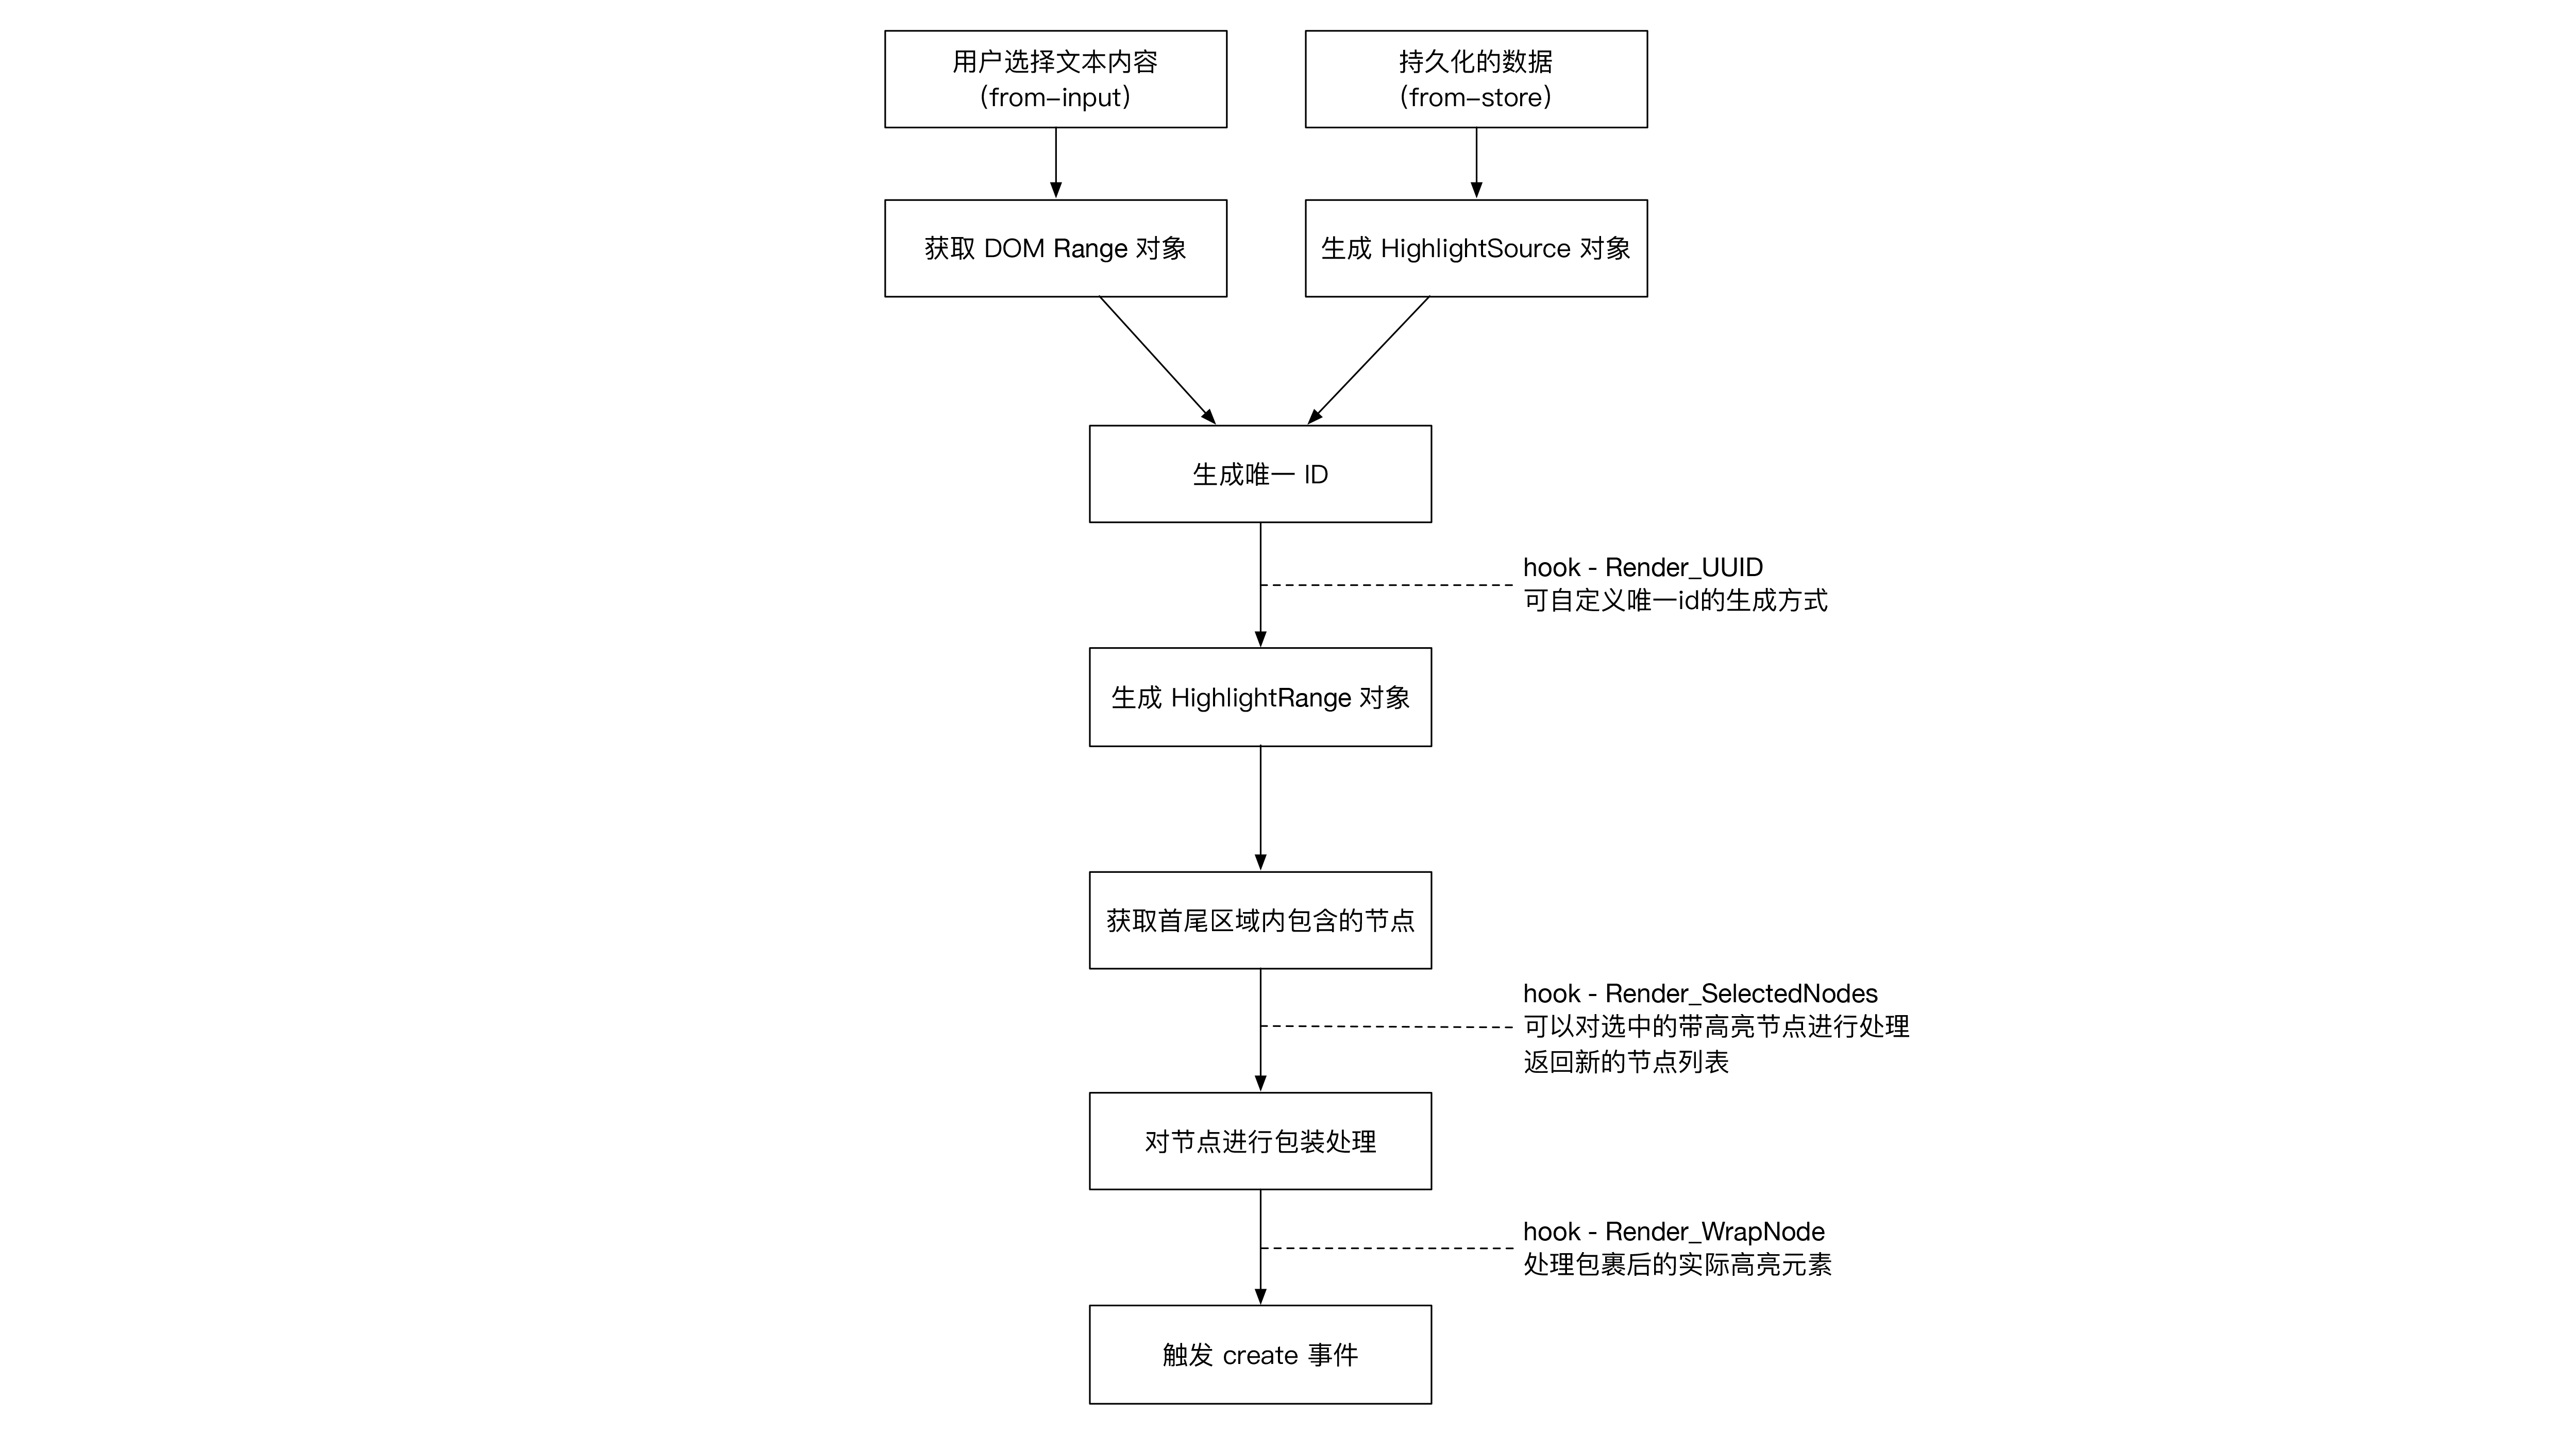 用户选择文本内容
(from-input)
持久化的数据
(from-store)
获取 DOM Range 对象
生成 HighlightSource 对象
生成唯一 ID
hook - Render_UUID
可自定义唯一id的生成方式
生成 HighlightRange 对象
获取首尾区域内包含的节点
hook - Render_SelectedNodes
可以对选中的带高亮节点进行处理
返回新的节点列表
对节点进行包装处理
hook - Render_WrapNode
处理包裹后的实际高亮元素
触发 create 事件